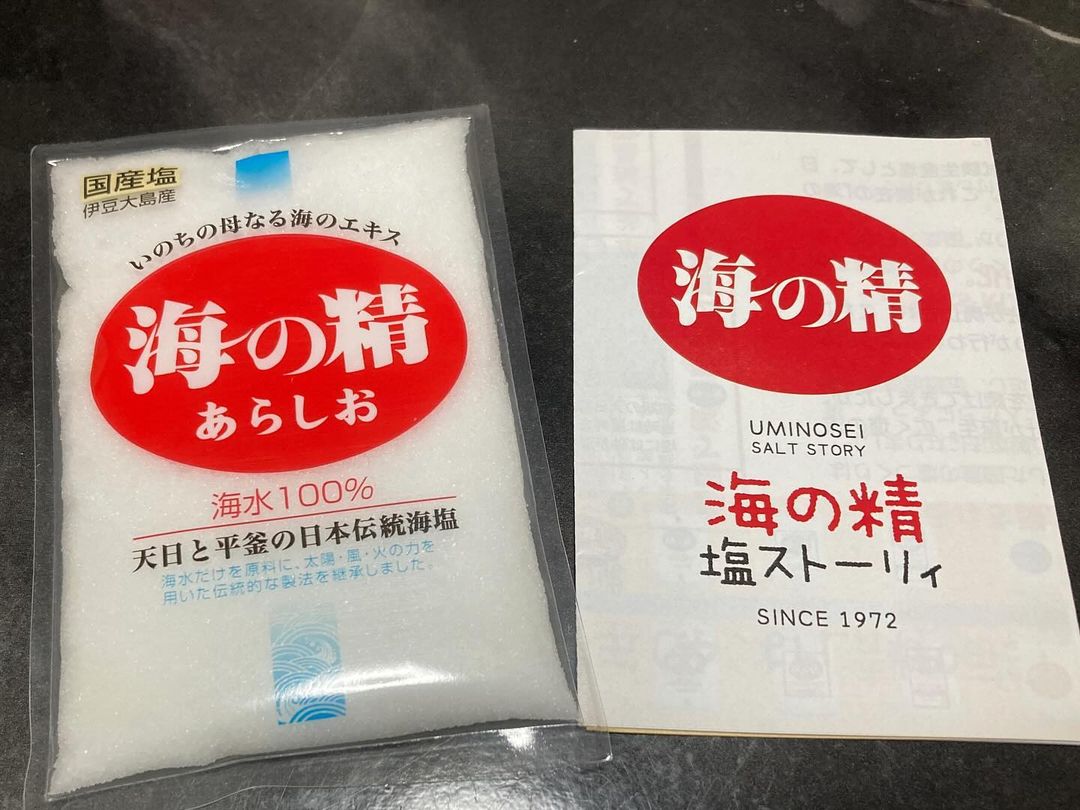 国産塩
伊豆大島産
いのちの母なる海のエキス
海の精
あらしお
海水100%
天日と平釜の日本伝統海塩
海水だけを原料に、太陽・風・火の力を
用いた伝統的な製法を継承しました。
海の精
UMINOSEI
SALT STORY
海の精
塩ストーリィ
SINCE 1972